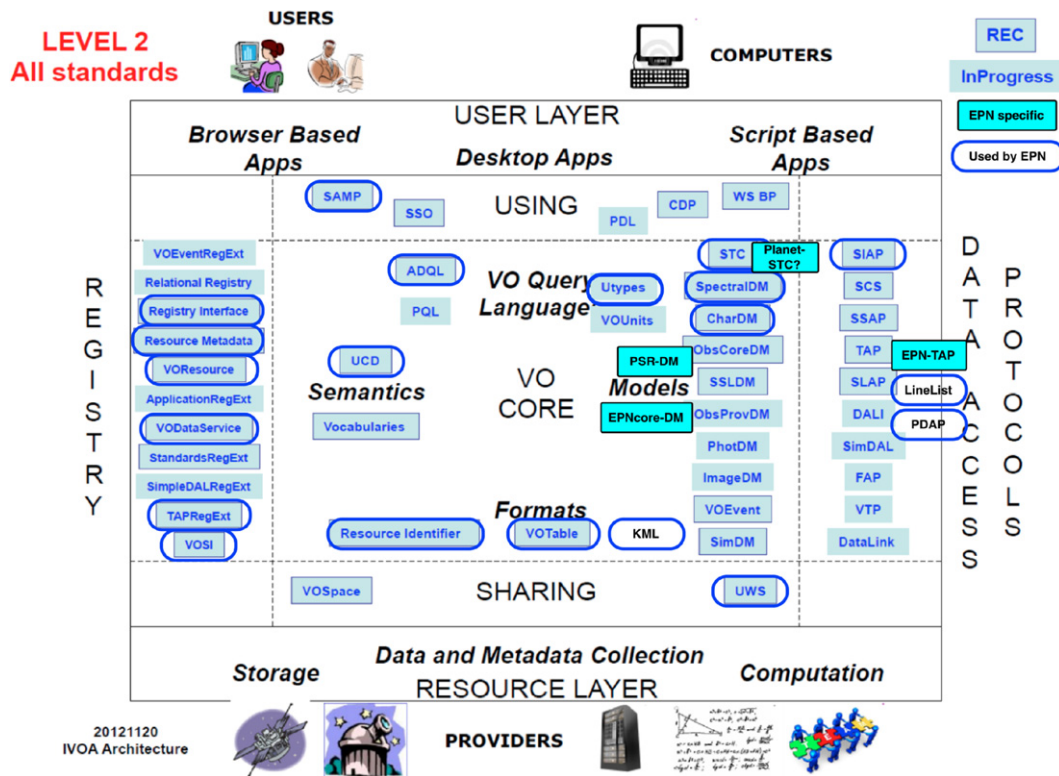 USERS
LEVEL 2
All standards
COMPUTERS
REC
InProgress
EPN specific
Used by EPN
USER LAYER
Browser Based
Apps
Desktop Apps
Script Based
Apps
SAMP
SSO
USING
PDL
CDP
WS BP
REGISTRY
VOEventRegExt
Relational Registry
Registry Interface
Resource Metadata
VOResource
ApplicationRegExt
VODataService
StandardsRegExt
SimpleDALRegExt
TAPRegExt
VOSI
ADQL
PQL
VO Query
Language
Utypes
VOUnits
UCD
Semantics
Vocabularies
VO
CORE
PSR-DM
Models
EPNcore-DM
Formats
Resource Identifier
VOTable
KML
STC
Planet-
STC?
SpectralDM
CharDM
ObsCoreDM
SSLDM
ObsProvDM
PhotDM
ImageDM
VOEvent
SimDM
SIAP
SCS
SSAP
TAP
EPN-TAP
SLAP
LineList
DALI
PDAP
SimDAL
FAP
VTP
DataLink
DATA ACCESS
PROTOCOLS
VOSpace
SHARING
UWS
Storage
Data and Metadata Collection
Computation
RESOURCE LAYER
20121120
IVOA Architecture
PROVIDERS